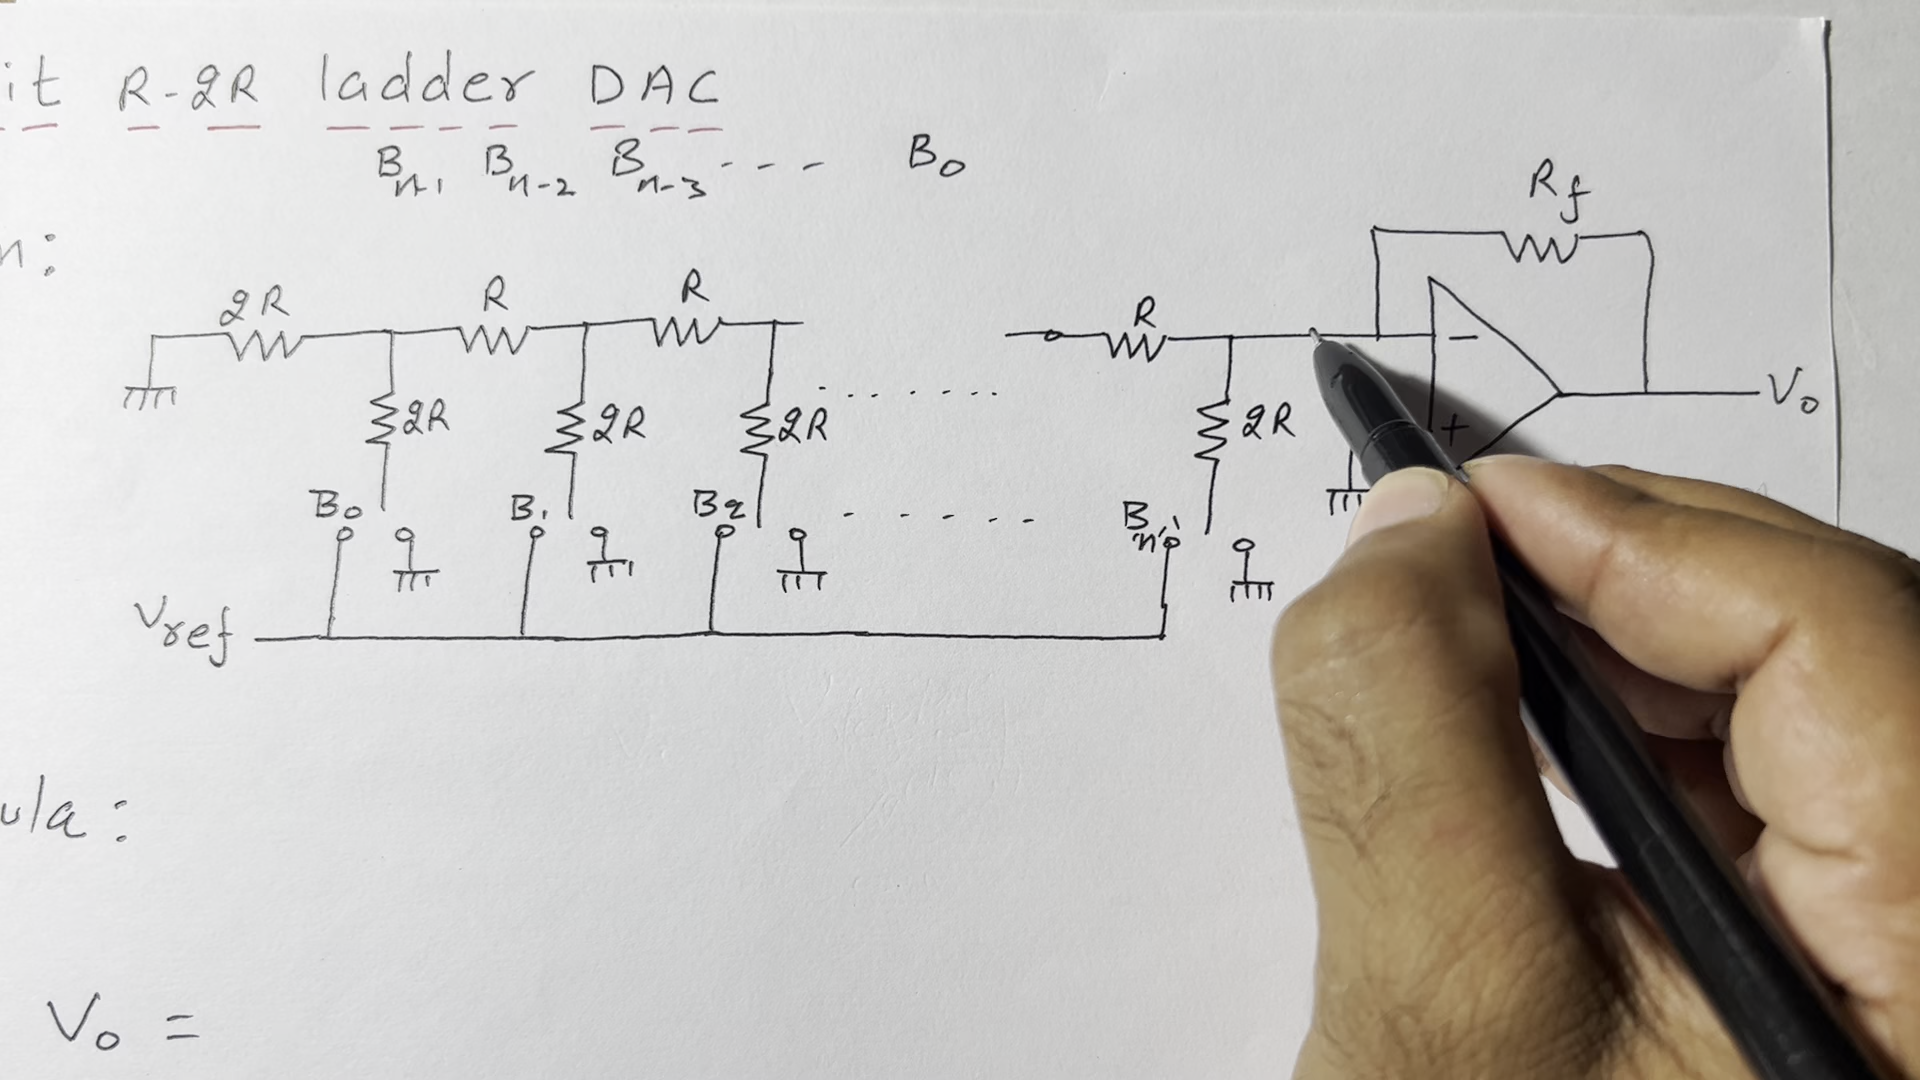 it R-2R ladder DAC
Bn-1 Bn-2 Bn-3 - - - B0
n:
Rf
2R R R R
2R 2R 2R 2R
- +
Vo
B0 B1 B2 Bn-1
Vref
ula:
Vo =